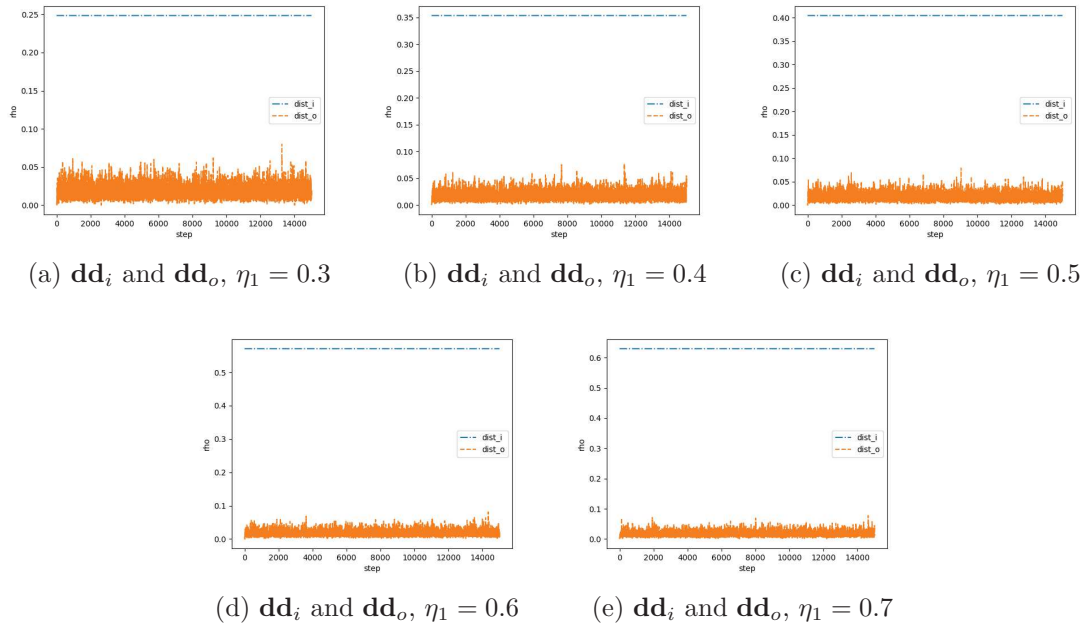 0.25
0.20
0.15
0.10
0.05
0.00
rho
dist_i
dist_o
0 2000 4000 6000 8000 10000 12000 14000
step
(a) dd_i and dd_o, η_1 = 0.3
0.35
0.30
0.25
0.20
0.15
0.10
0.05
0.00
rho
dist_i
dist_o
0 2000 4000 6000 8000 10000 12000 14000
step
(b) dd_i and dd_o, η_1 = 0.4
0.40
0.35
0.30
0.25
0.20
0.15
0.10
0.05
0.00
rho
dist_i
dist_o
0 2000 4000 6000 8000 10000 12000 14000
step
(c) dd_i and dd_o, η_1 = 0.5
0.5
0.4
0.3
0.2
0.1
0.0
rho
dist_i
dist_o
0 2000 4000 6000 8000 10000 12000 14000
step
(d) dd_i and dd_o, η_1 = 0.6
0.6
0.5
0.4
0.3
0.2
0.1
0.0
rho
dist_i
dist_o
0 2000 4000 6000 8000 10000 12000 14000
step
(e) dd_i and dd_o, η_1 = 0.7